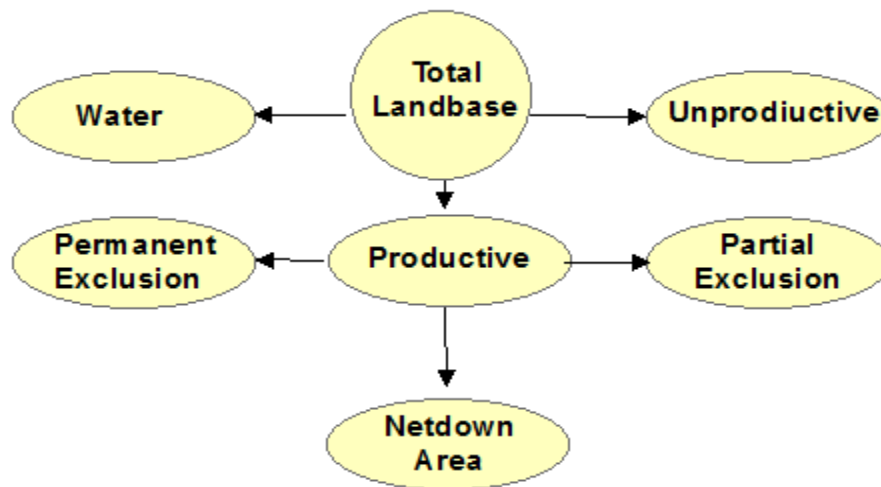 Total
Landbase
Water
Unprodiuctive
Permanent
Exclusion
Productive
Partial
Exclusion
Netdown
Area